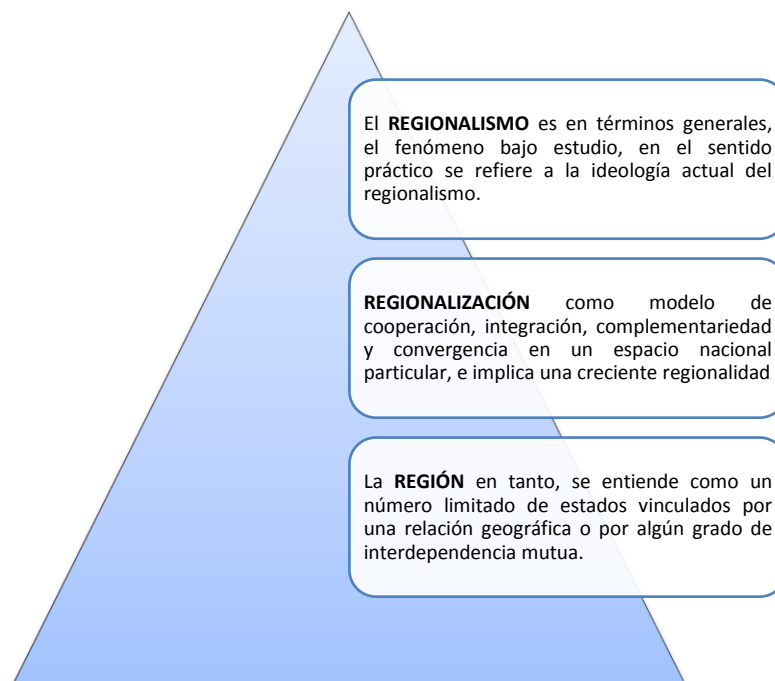 El REGIONALISMO es en términos generales,
el fenómeno bajo estudio, en el sentido
práctico se refiere a la ideología actual del
regionalismo.
REGIONALIZACIÓN como modelo de
cooperación, integración, complementariedad
y convergencia en un espacio nacional
particular, e implica una creciente regionalidad
La REGIÓN en tanto, se entiende como un
número limitado de estados vinculados por
una relación geográfica o por algún grado de
interdependencia mutua.